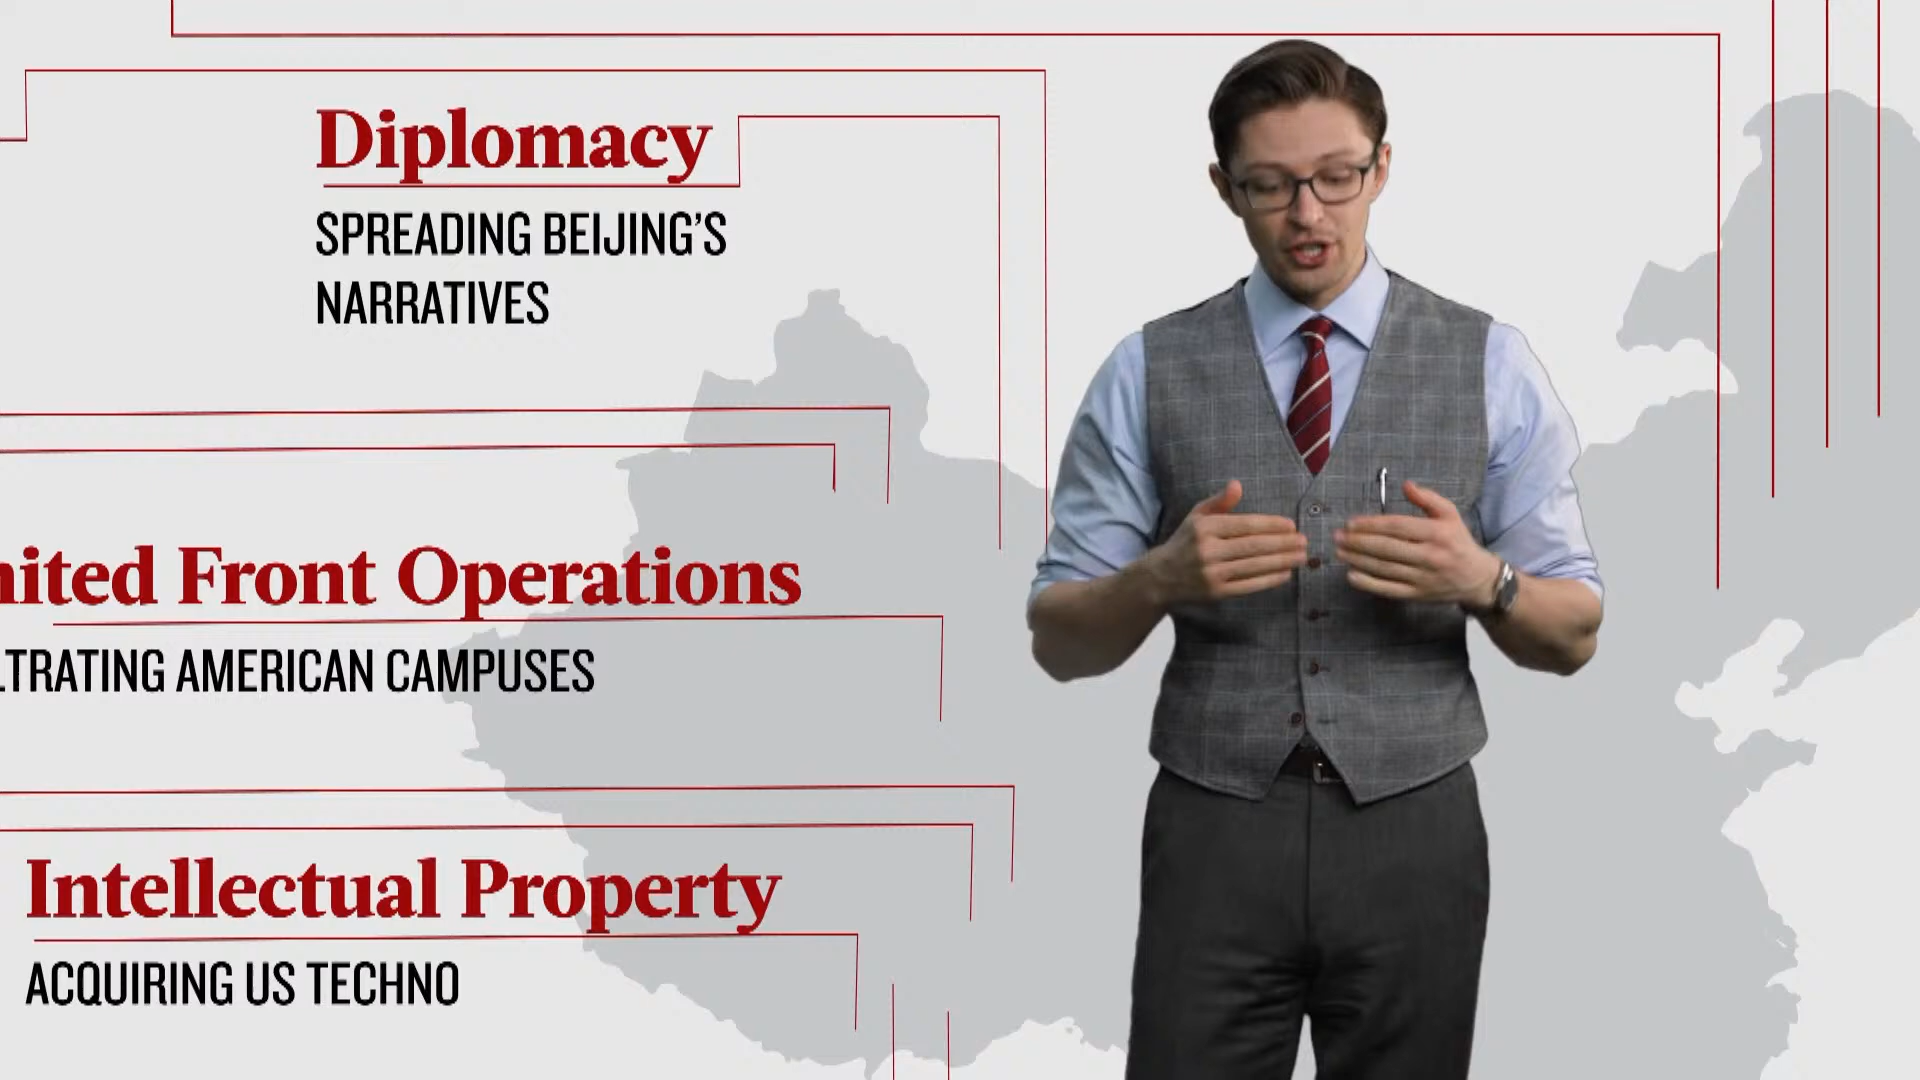 Diplomacy
SPREADING BEIJING'S
NARRATIVES
nited Front Operations
LTRATING AMERICAN CAMPUSES
Intellectual Property
ACQUIRING US TECHNO